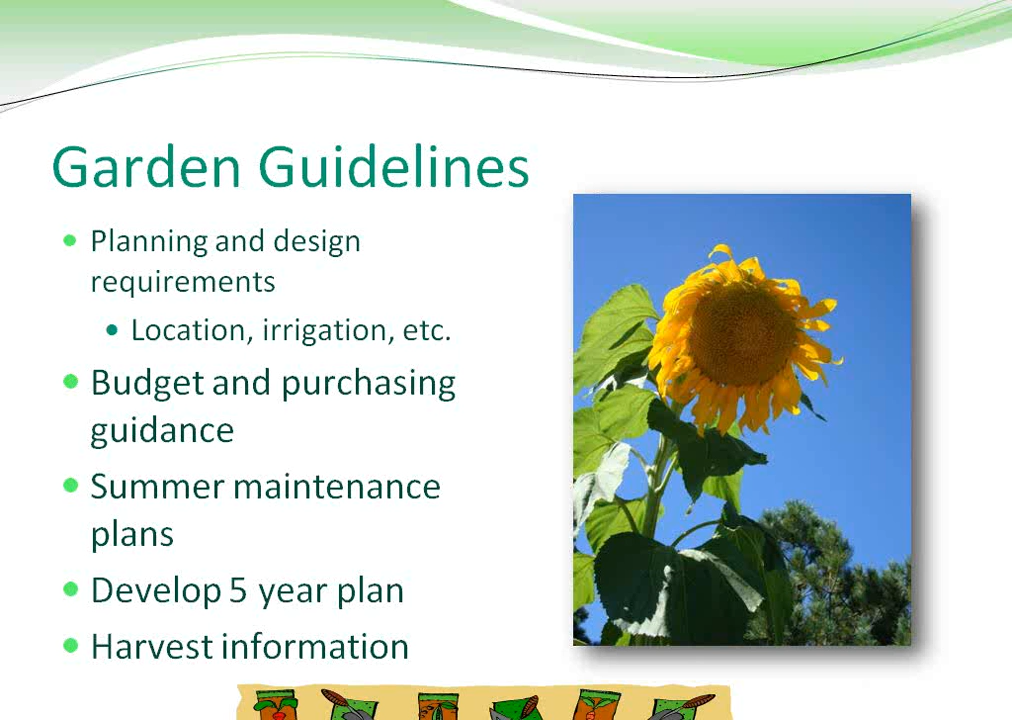 Garden Guidelines
Planning and design
requirements
Location, irrigation, etc.
Budget and purchasing
guidance
Summer maintenance
plans
Develop 5 year plan
Harvest information